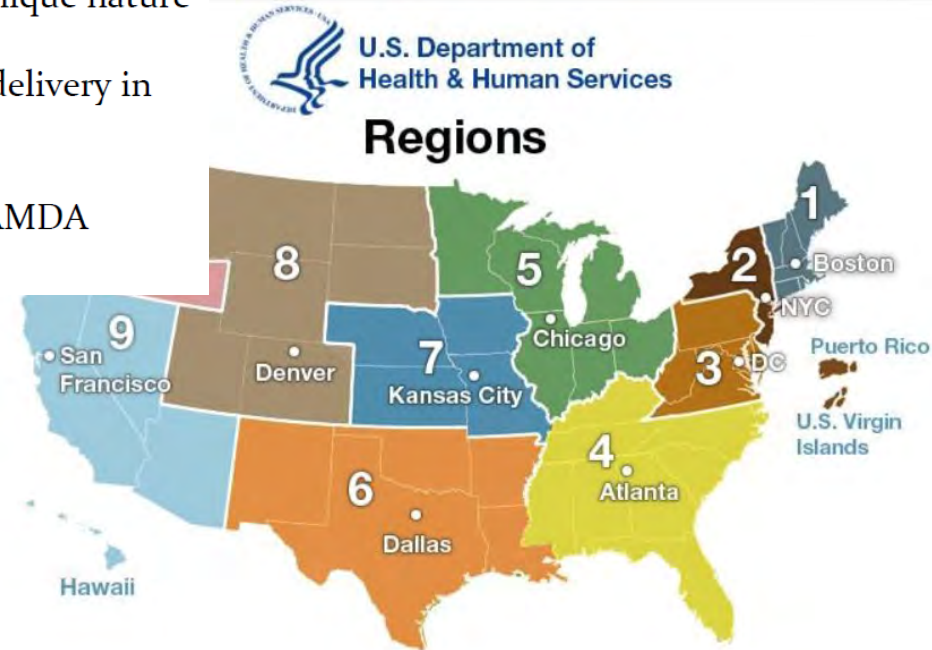 nique nature
delivery in
AMDA
U.S. Department of
Health & Human Services
Regions
1
8
5
2
Boston
NYC
9
San
Francisco
Chicago
Denver
7
Kansas City
3
DC
Puerto Rico
U.S. Virgin
Islands
4
Atlanta
6
Dallas
Hawaii